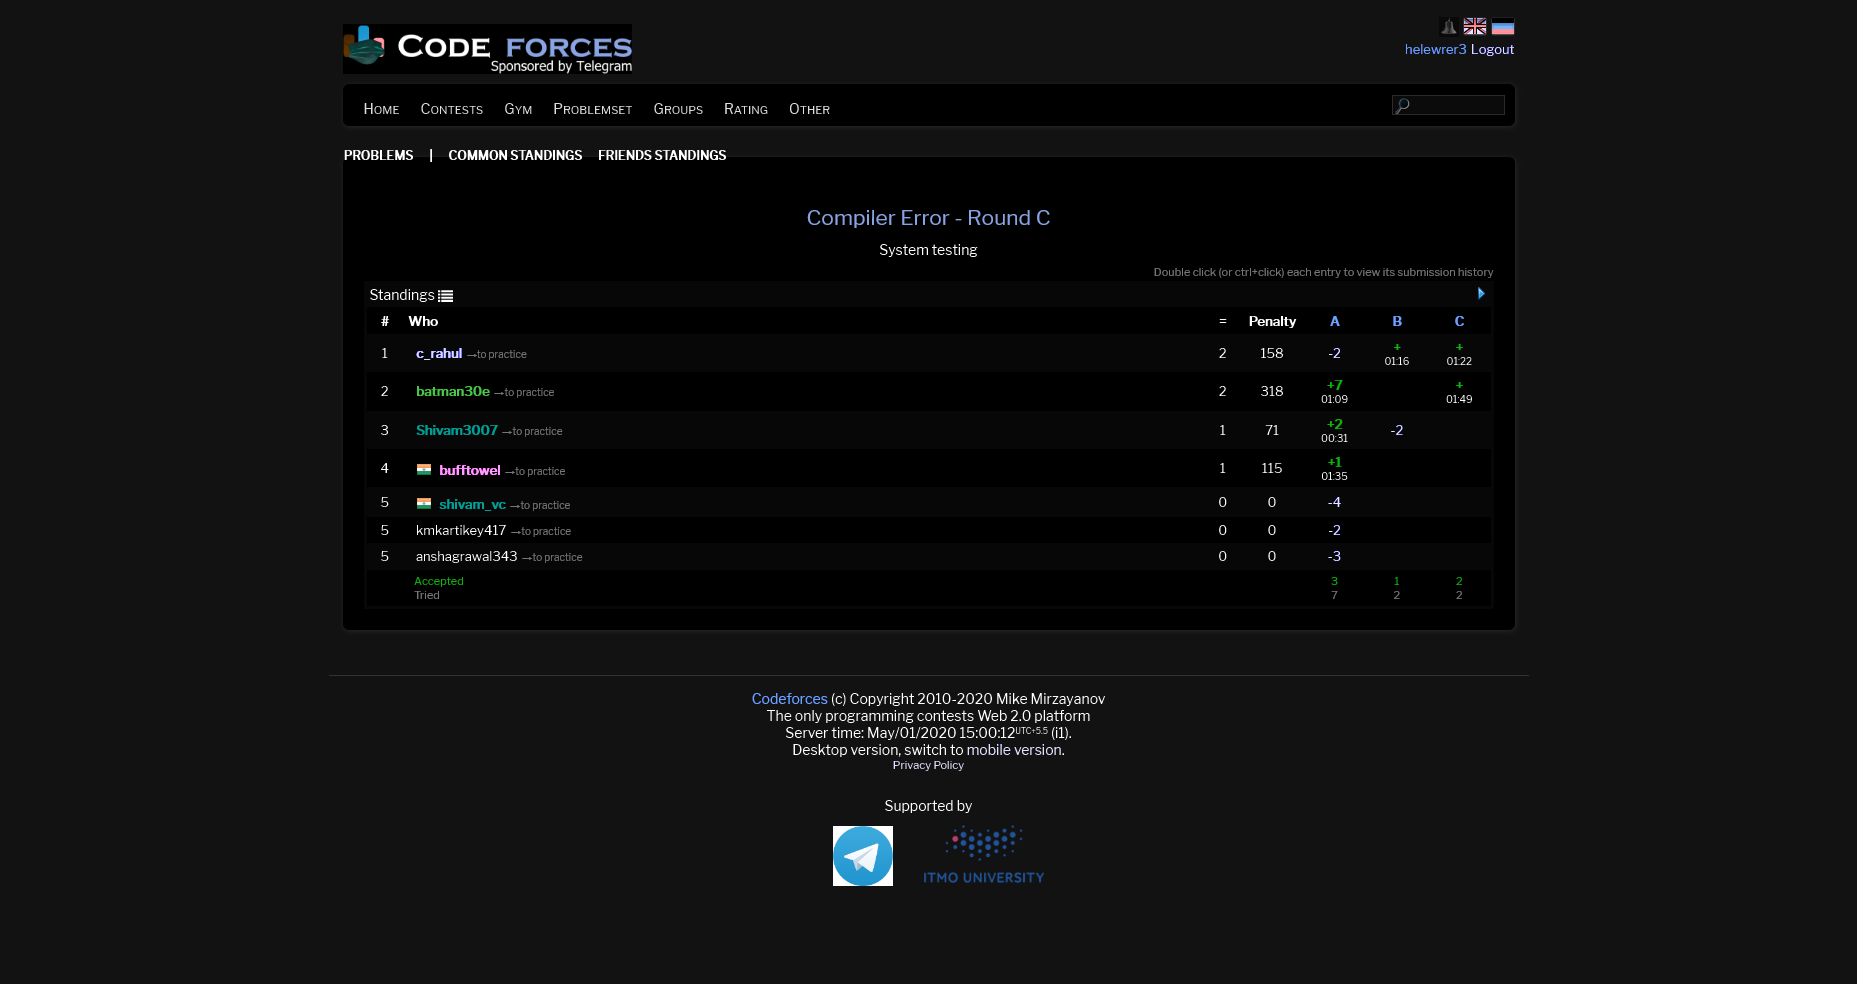 CODE FORCES
Sponsored by Telegram
helewrer3 Logout
HOME CONTESTS GYM PROBLEMSET GROUPS RATING OTHER
PROBLEMS | COMMON STANDINGS FRIENDS STANDINGS
Compiler Error - Round C
System testing
Double click (or ctrl+click) each entry to view its submission history
Standings
# Who = Penalty A B C
1 c_rahul →to practice 2 158 -2 + 01:16 + 01:22
2 batman30e →to practice 2 318 +7 01:09 + 01:49
3 Shivam3007 →to practice 1 71 +2 00:31 -2
4 bufftowel →to practice 1 115 +1 01:35
5 shivam_vc →to practice 0 0 -4
5 kmkartikey417 →to practice 0 0 -2
5 anshagrawal343 →to practice 0 0 -3
Accepted 3 1 2
Tried 7 2 2
Codeforces (c) Copyright 2010-2020 Mike Mirzayanov
The only programming contests Web 2.0 platform
Server time: May/01/2020 15:00:12UTC+5.5 (i1).
Desktop version, switch to mobile version.
Privacy Policy
Supported by
ITMO UNIVERSITY